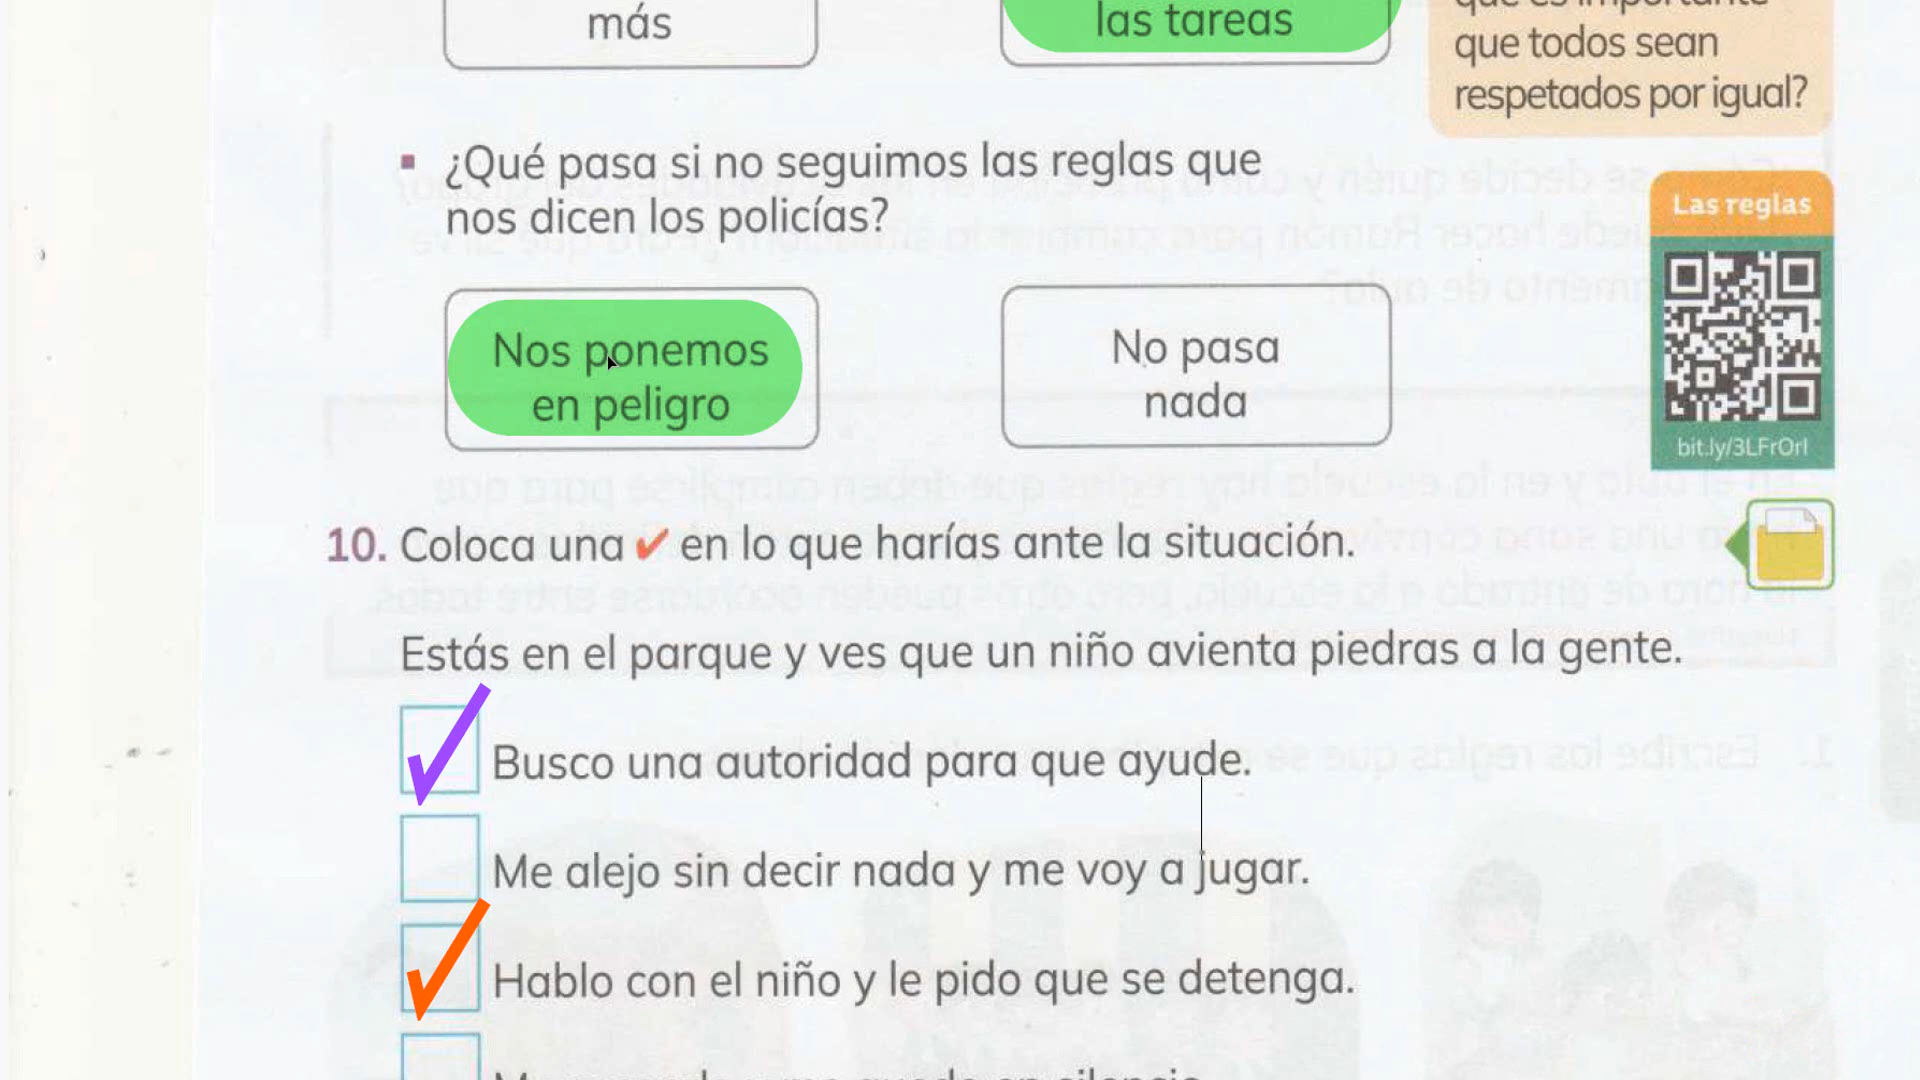 más
las tareas
que es importante
que todos sean
respetados por igual?
¿Qué pasa si no seguimos las reglas que
nos dicen los policías?
Las reglas
bit.ly/3LFrOrI
Nos ponemos
en peligro
No pasa
nada
10. Coloca una ✓ en lo que harías ante la situación.
Estás en el parque y ves que un niño avienta piedras a la gente.
Busco una autoridad para que ayude.
Me alejo sin decir nada y me voy a jugar.
Hablo con el niño y le pido que se detenga.